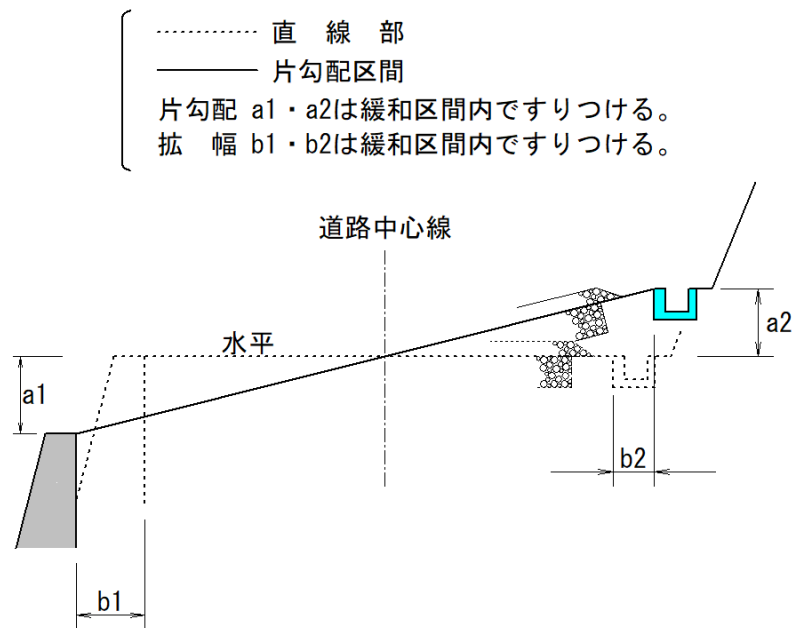 直　線　部
片勾配区間
片勾配 a1・a2は緩和区間内ですりつける。
拡　幅 b1・b2は緩和区間内ですりつける。
道路中心線
水平
a2
a1
b2
b1